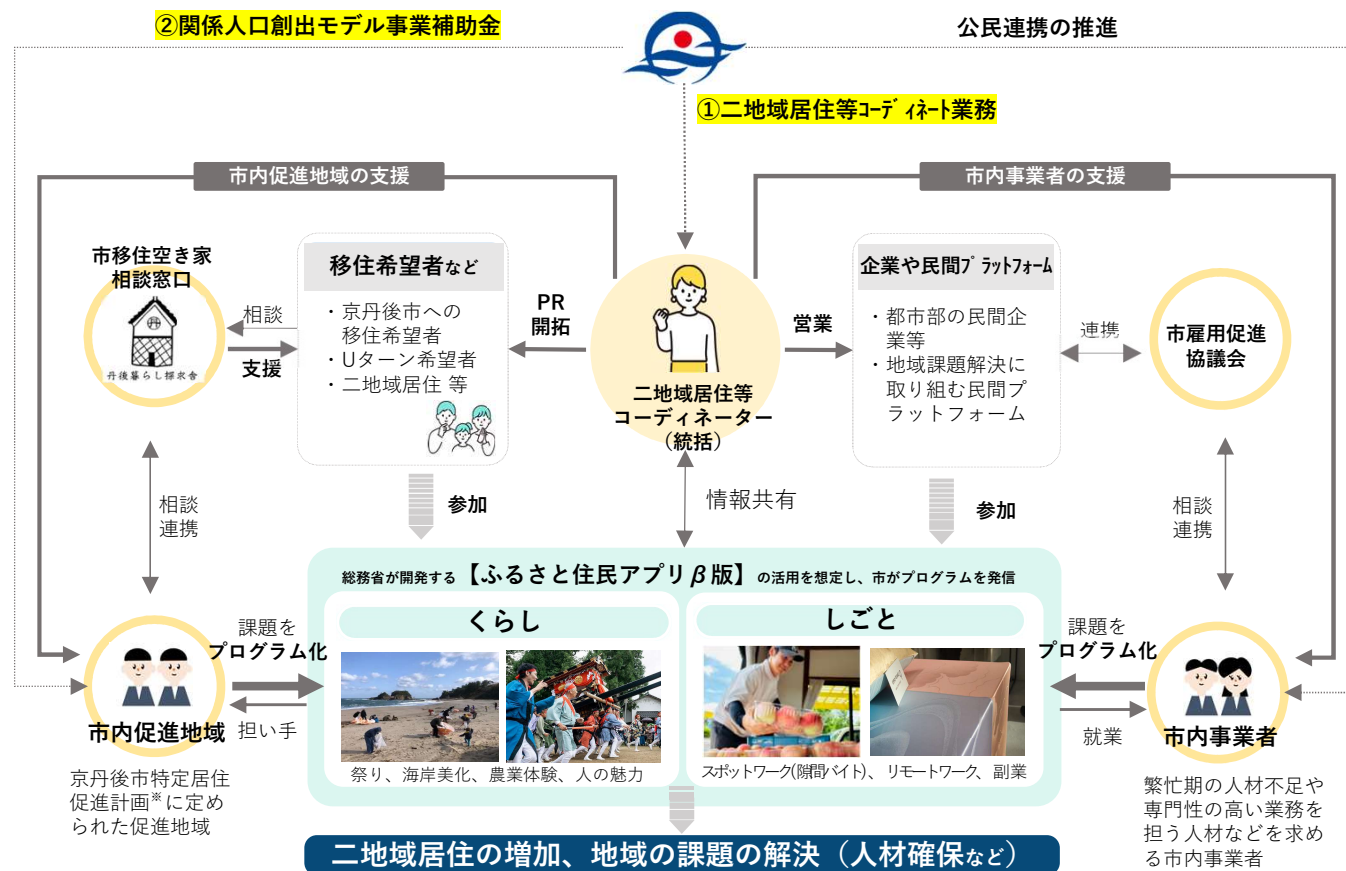 ②関係人口創出モデル事業補助金
公民連携の推進
①二地域居住等ｺｰﾃﾞｨﾈｰﾄ業務
市内促進地域の支援
市内事業者の支援
市移住空き家
相談窓口
丹後暮らし探求舎
相談
支援
移住希望者など
・京丹後市への
移住希望者
・Uターン希望者
・二地域居住 等
PR
開拓
二地域居住等
コーディネーター
（統括）
営業
企業や民間ﾌﾟﾗｯﾄﾌｫｰﾑ
・都市部の民間企
業等
・地域課題解決に
取り組む民間プ
ラットフォーム
連携
市雇用促進
協議会
相談
連携
参加
情報共有
参加
相談
連携
総務省が開発する【ふるさと住民アプリβ版】の活用を想定し、市がプログラムを発信
くらし
しごと
祭り、海岸美化、農業体験、人の魅力
スポットワーク(隙間バイト)、リモートワーク、副業
課題を
プログラム化
担い手
市内促進地域
京丹後市特定居住
促進計画※に定め
られた促進地域
課題を
プログラム化
就業
市内事業者
繁忙期の人材不足や
専門性の高い業務を
担う人材などを求め
る市内事業者
二地域居住の増加、地域の課題の解決（人材確保など）